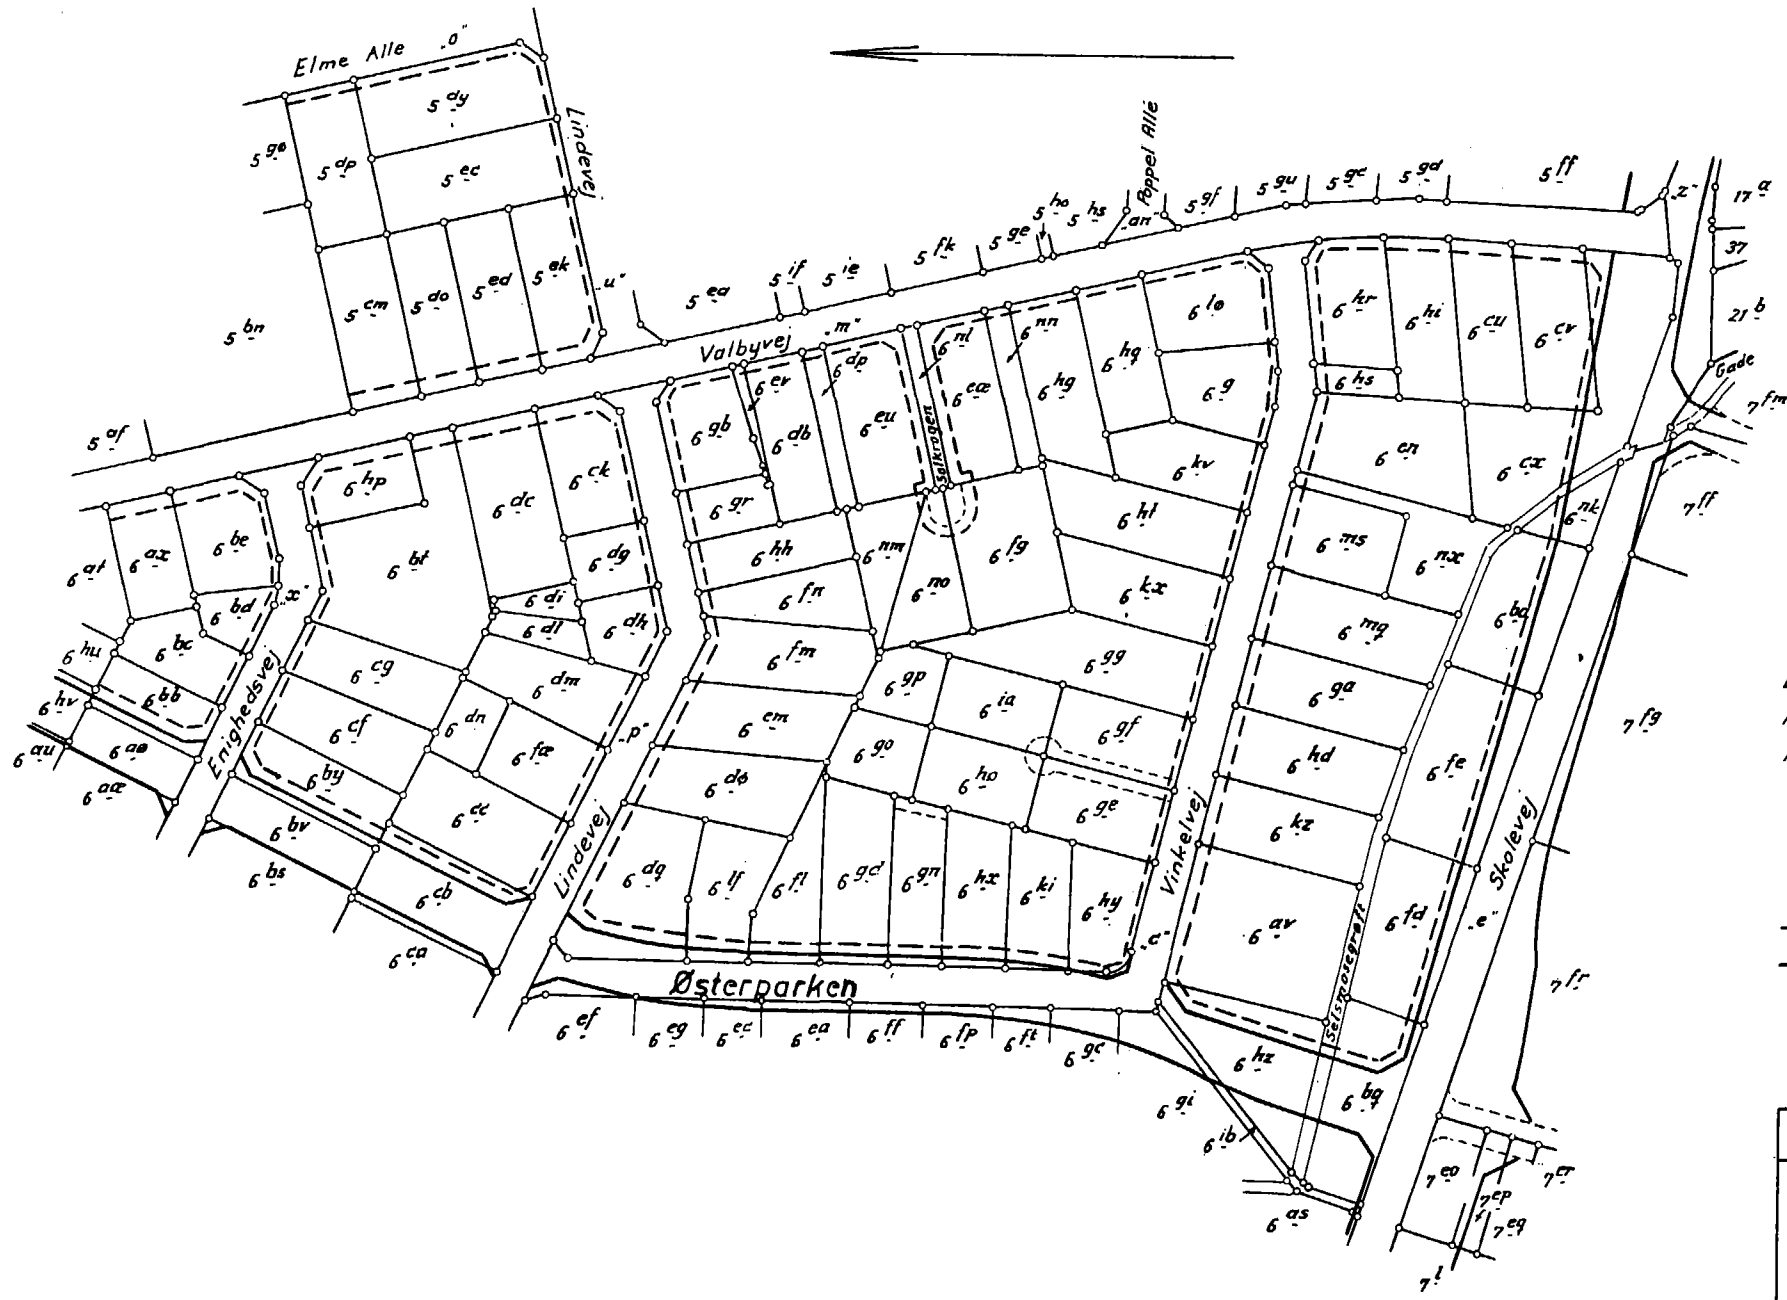 Elme Alle "o"
5 dy
5 gø
5 dp
5 ec
Lindevej
5 bn
5 cm
5 do
5 ed
5 ek
"u"
5 af
5 ea
5 if
5 ie
5 fk
5 ge
5 ho
5 hs
"an"
Poppel Allé
5 gf
5 gu
5 gc
5 gd
5 ff
"z"
17 a
37
21 b
Gade
7 fm
7 ff
Valbyvej "m"
6 gb
6 ev
6 db
6 dp
6 eu
6 nl
Sølkrogen
6 eæ
6 nn
6 hg
6 hq
6 lø
6 g
6 kv
6 hr
6 hi
6 cu
6 cv
6 hs
6 en
6 cx
6 nk
6 at
6 ax
6 be
6 bd
"x"
6 hu
6 bc
6 bb
6 hv
6 aø
6 au
6 aæ
Enighedsvej
6 hp
6 bt
6 dc
6 ck
6 dg
6 di
6 dl
6 dh
6 cg
6 dm
6 cf
6 dn
6 fæ
"p"
6 by
6 cc
6 bv
6 bs
6 cb
6 ca
Lindevej
6 gr
6 hh
6 nm
6 fn
6 no
6 fg
6 ht
6 kx
6 fm
6 gp
6 gg
6 em
6 ia
6 gf
6 go
6 dø
6 ho
6 ge
6 dq
6 lf
6 fl
6 gd
6 gn
6 hx
6 ki
6 hy
"c"
Vinkelvej
6 ms
6 nx
6 mq
6 ba
6 ga
6 hd
6 fe
6 kz
6 av
6 fd
Selsmosegrøft
Skolevej
"e"
7 fg
7 fr
Østerparken
6 ef
6 eg
6 ec
6 ea
6 ff
6 fp
6 ft
6 gc
6 hz
6 bq
6 gi
6 ib
6 as
7 eo
7 ep
7 eq
7 er
7 l